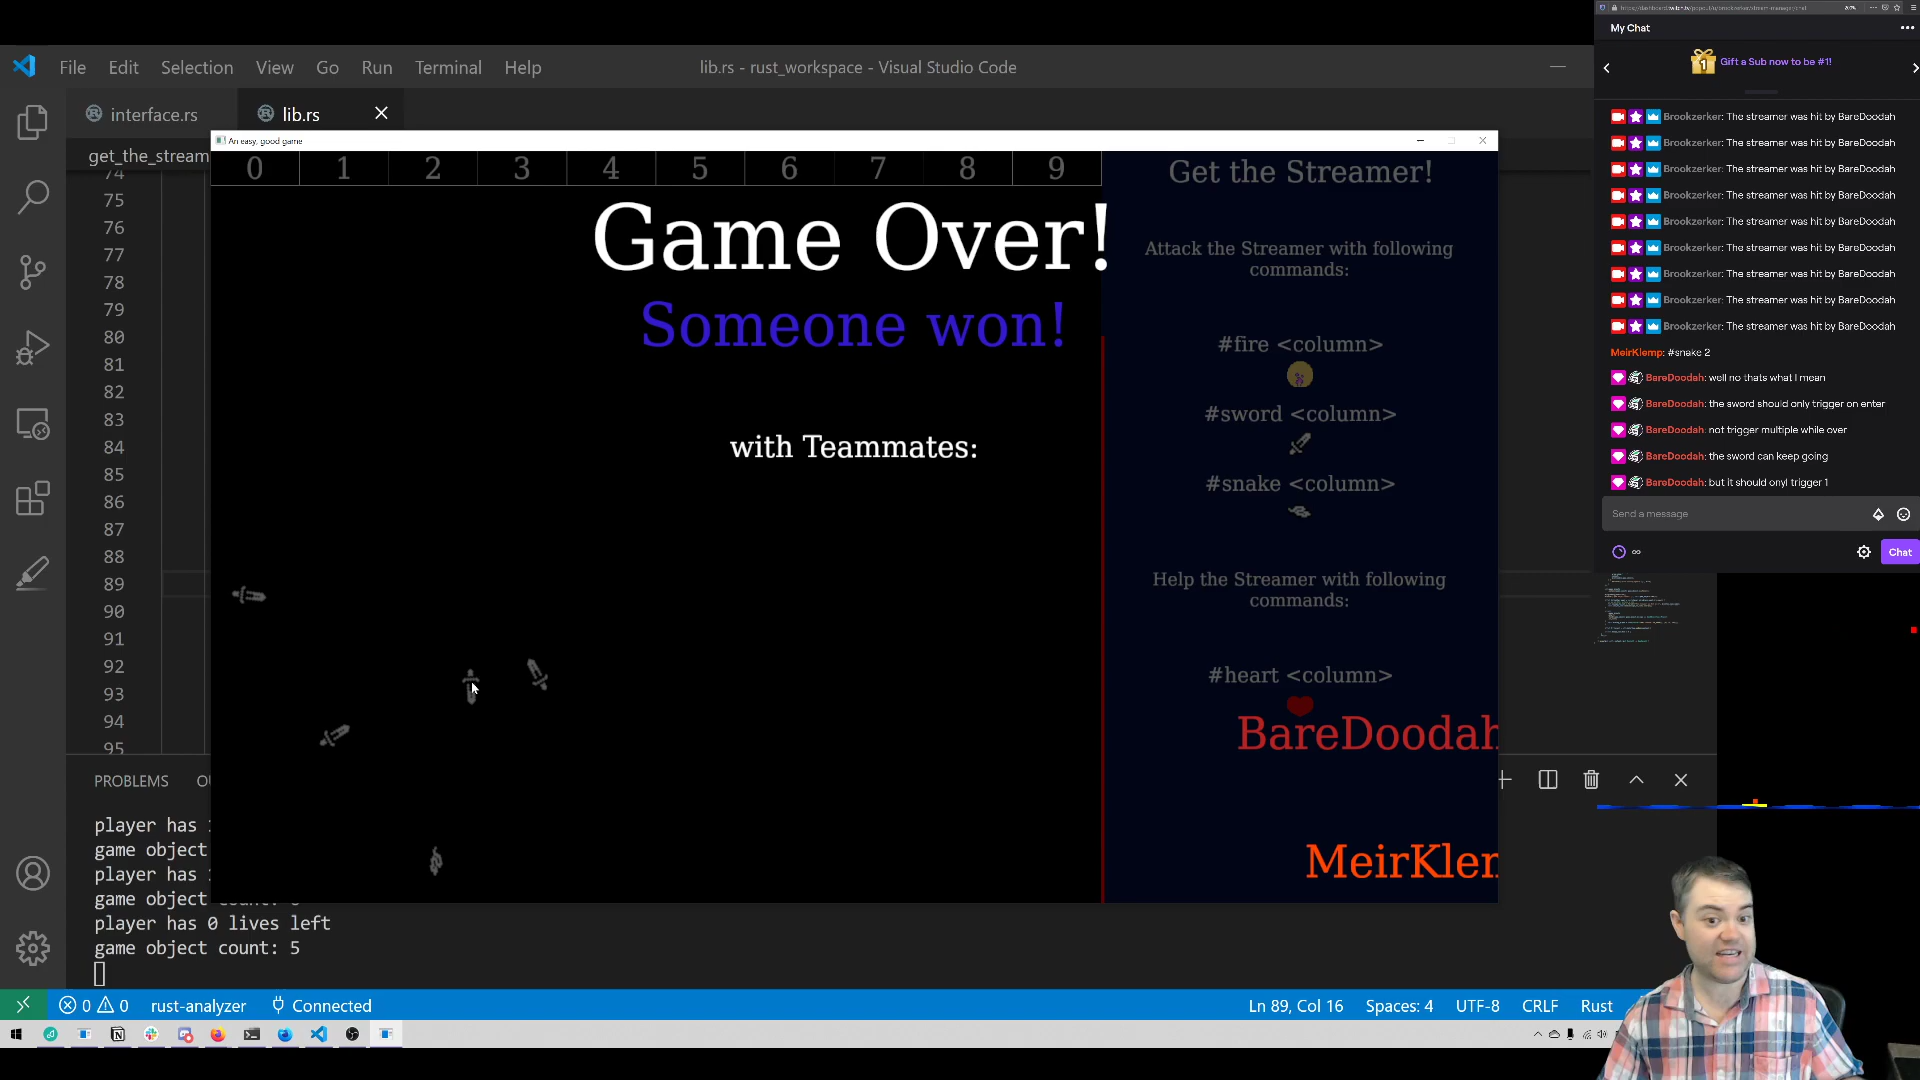 My Chat
Gift a Sub now to be #1!
File Edit Selection View Go Run Terminal Help
lib.rs - rust_workspace - Visual Studio Code
interface.rs
lib.rs
get_the_stream
An easy, good game
0 1 2 3 4 5 6 7 8 9
Game Over!
Someone won!
with Teammates:
Get the Streamer!
Attack the Streamer with following
commands:
#fire <column>
#sword <column>
#snake <column>
Help the Streamer with following
commands:
#heart <column>
BareDoodah
MeirKlem
74
75
76
77
78
79
80
81
82
83
84
85
86
87
88
89
90
91
92
93
94
95
Brookzerker: The streamer was hit by BareDoodah
Brookzerker: The streamer was hit by BareDoodah
Brookzerker: The streamer was hit by BareDoodah
Brookzerker: The streamer was hit by BareDoodah
Brookzerker: The streamer was hit by BareDoodah
Brookzerker: The streamer was hit by BareDoodah
Brookzerker: The streamer was hit by BareDoodah
Brookzerker: The streamer was hit by BareDoodah
Brookzerker: The streamer was hit by BareDoodah
MeirKlemp: #snake 2
BareDoodah: well no thats what I mean
BareDoodah: the sword should only trigger on enter
BareDoodah: not trigger multiple while over
BareDoodah: the sword can keep going
BareDoodah: but it should onyl trigger 1
Send a message
Chat
PROBLEMS
player has
game object
player has
game object count:
player has 0 lives left
game object count: 5
0 0 rust-analyzer Connected
Ln 89, Col 16 Spaces: 4 UTF-8 CRLF Rust